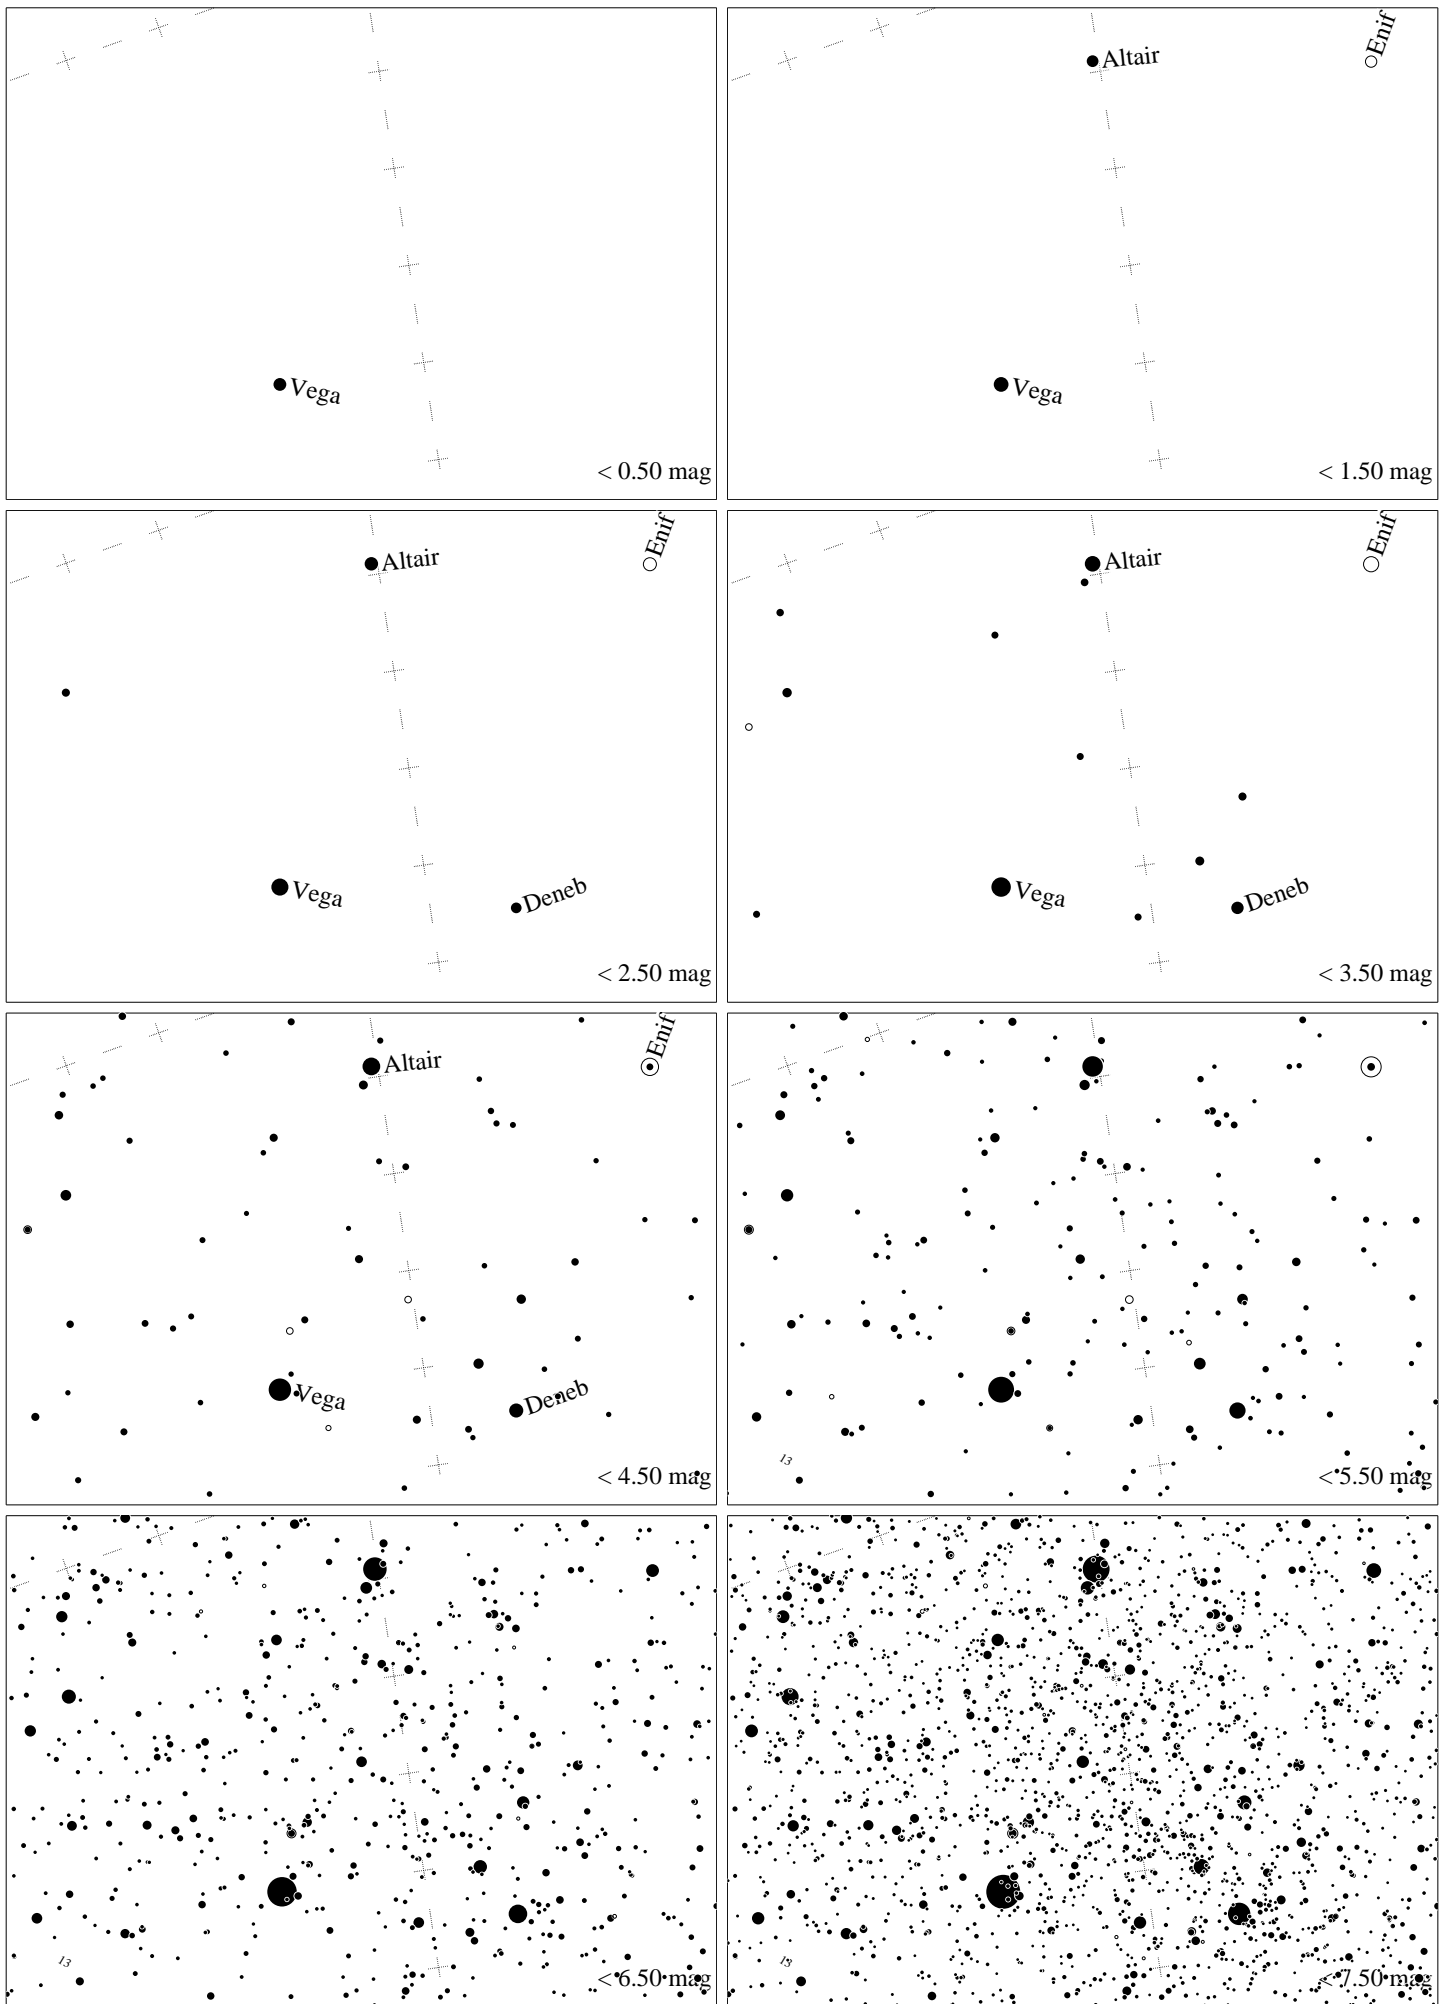 Vega
< 0.50 mag
Enif
Altair
Vega
< 1.50 mag
Enif
Altair
Vega
Deneb
< 2.50 mag
Enif
Altair
Vega
Deneb
< 3.50 mag
Enif
Altair
Vega
Deneb
< 4.50 mag
13
< 5.50 mag
13
< 6.50 mag
13
< 7.50 mag